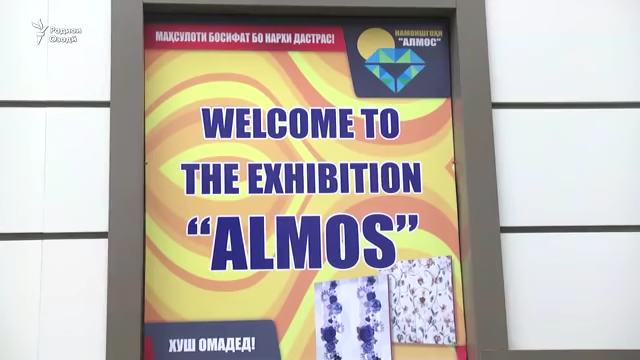 Радиои
Озодӣ
МАҲСУЛОТИ БОСИФАТ БО НАРХИ ДАСТРАС!
НАМОИШГОҲИ
"АЛМОС"
WELCOME TO
THE EXHIBITION
“ALMOS”
ХУШ ОМАДЕД!